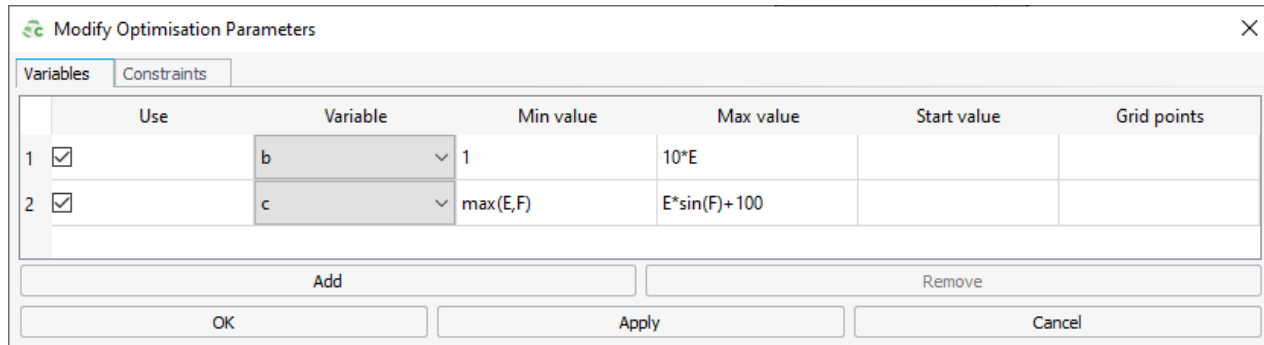 Modify Optimisation Parameters
Variables Constraints
Use Variable Min value Max value Start value Grid points
1 b 1 10*E
2 c max(E,F) E*sin(F)+100
Add Remove
OK Apply Cancel